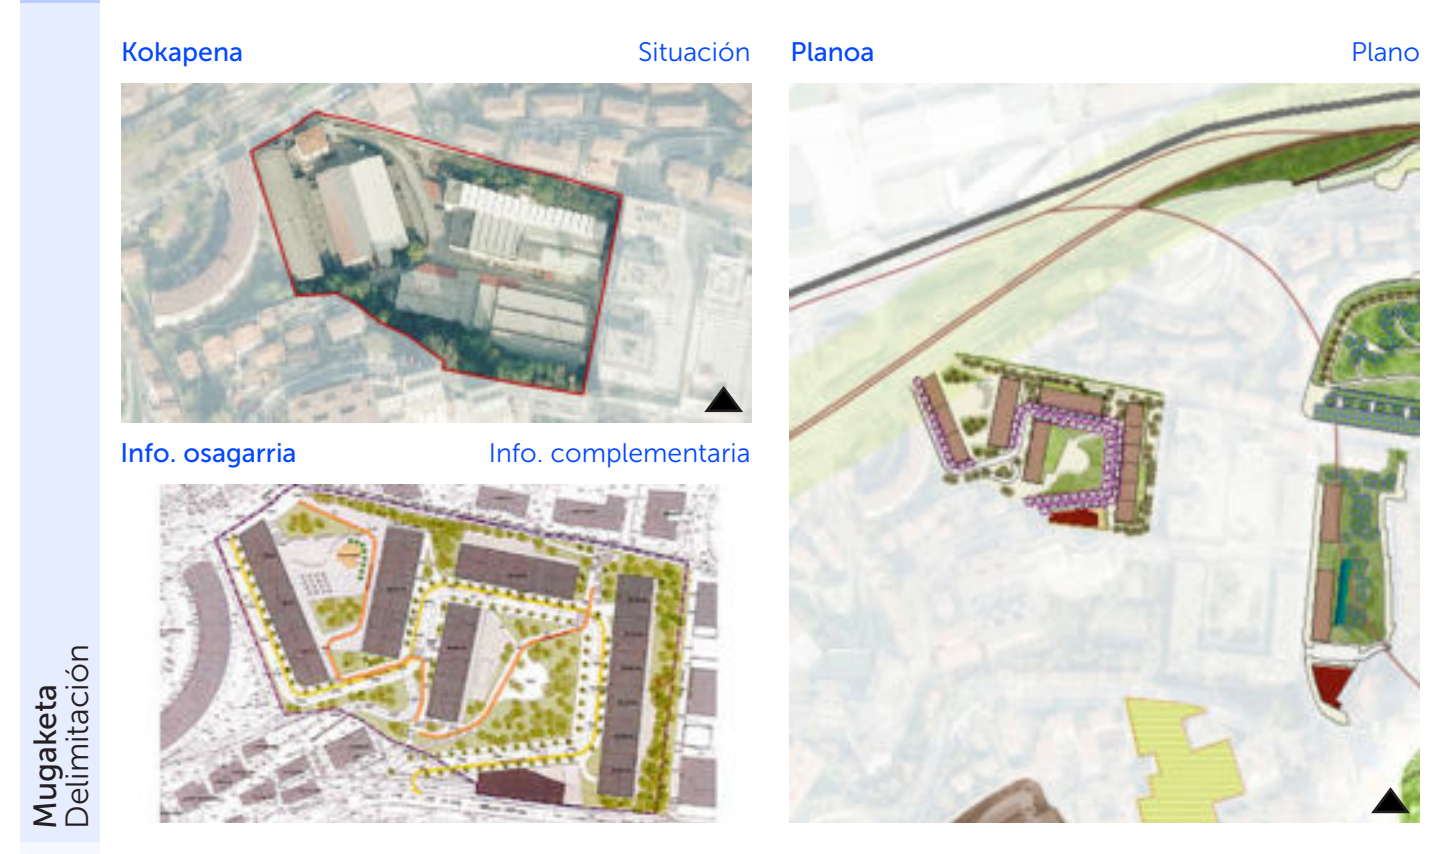 Kokapena
Situación
Planoa
Plano
Info. osagarria
Info. complementaria
Mugaketa
Delimitación